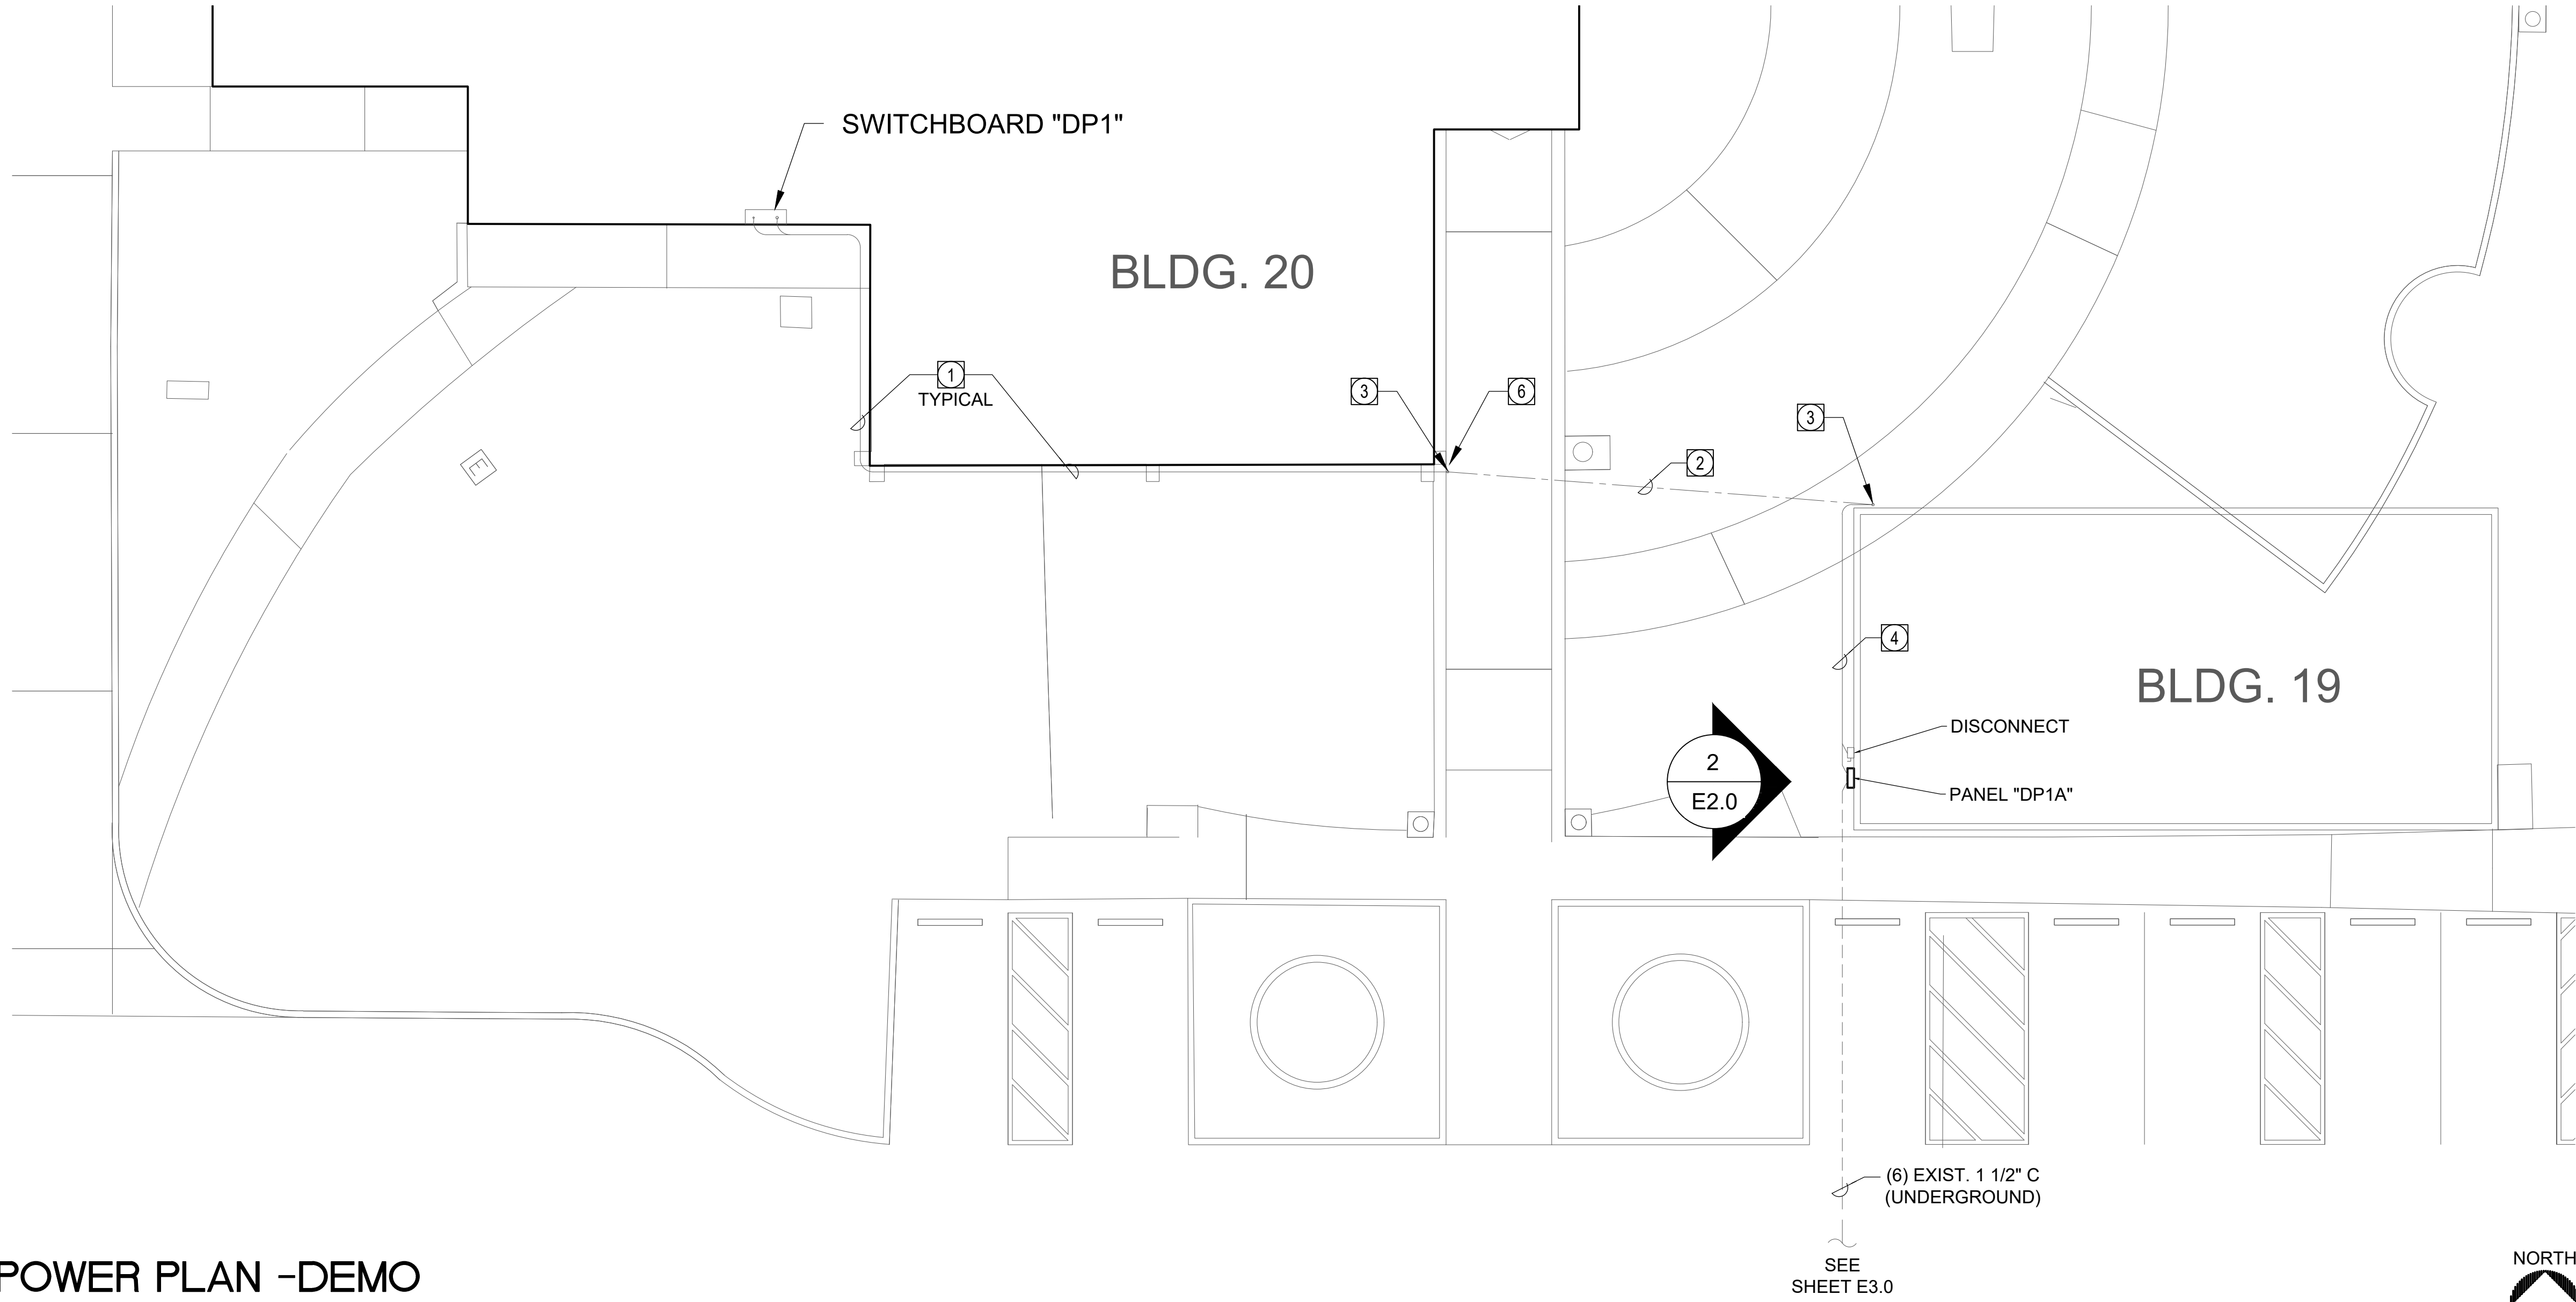 SWITCHBOARD "DP1"
BLDG. 20
1
TYPICAL
3
6
3
2
E
4
BLDG. 19
DISCONNECT
2
E2.0
PANEL "DP1A"
(6) EXIST. 1 1/2" C
(UNDERGROUND)
SEE
SHEET E3.0
POWER PLAN -DEMO
NORTH